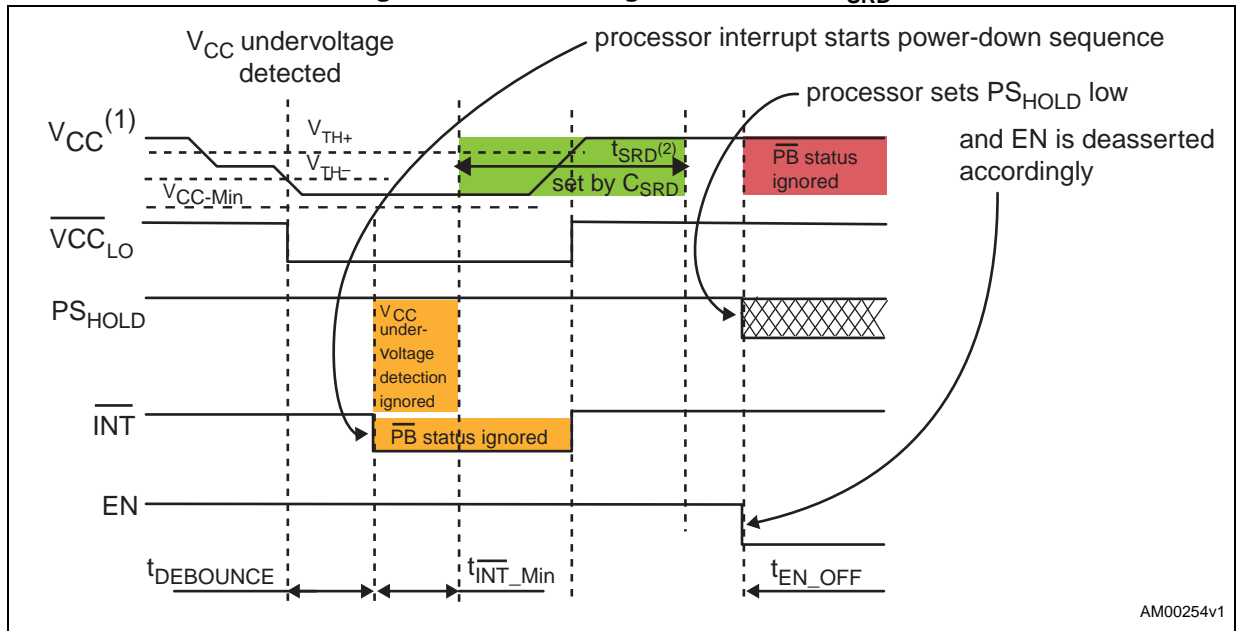 SRD
V_CC undervoltage
detected
processor interrupt starts power-down sequence
processor sets PS_HOLD low
and EN is deasserted
accordingly
V_CC(1)
V_TH+
V_TH–
V_CC-Min
t_SRD(2)
set by C_SRD
PB status
ignored
VCC_LO
PS_HOLD
V_CC
under-
voltage
detection
ignored
INT
PB status ignored
EN
t_DEBOUNCE
t_INT_Min
t_EN_OFF
AM00254v1